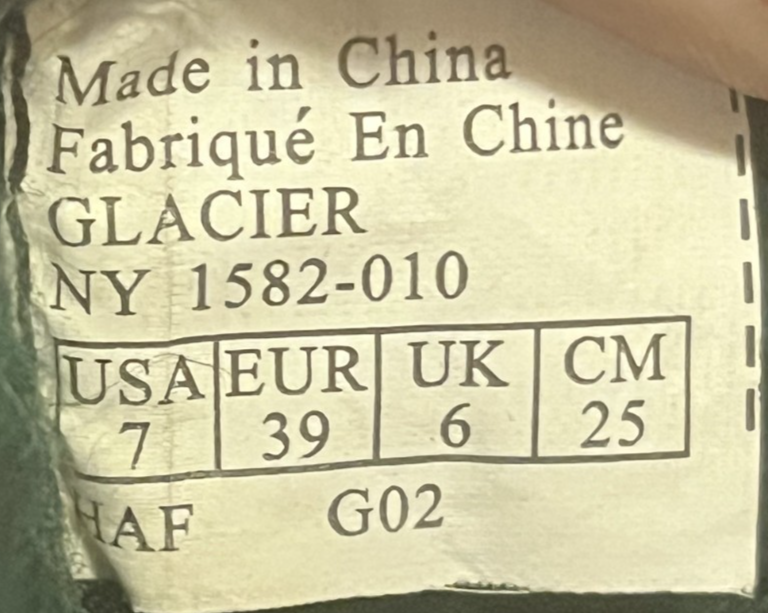 Made in China
Fabriqué En Chine
GLACIER
NY 1582-010
USA EUR UK CM
7 39 6 25
HAF G02